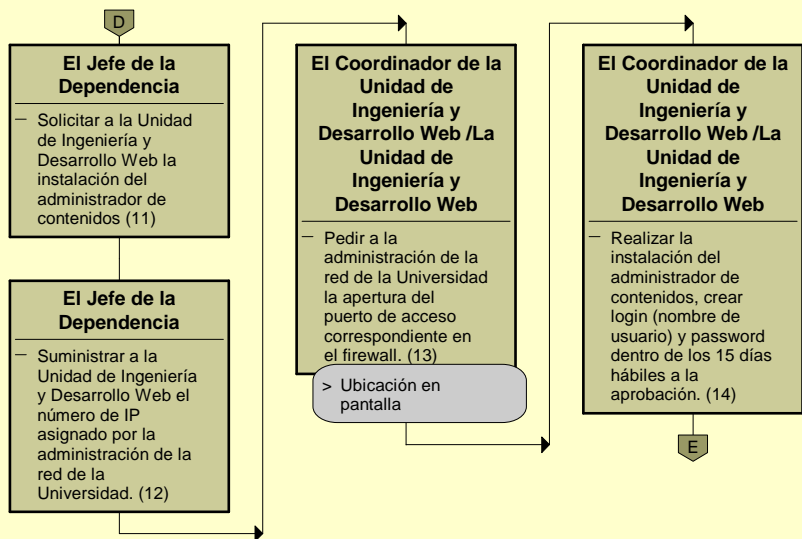 D
El Jefe de la
Dependencia
– Solicitar a la Unidad
de Ingeniería y
Desarrollo Web la
instalación del
administrador de
contenidos (11)
El Jefe de la
Dependencia
– Suministrar a la
Unidad de Ingeniería
y Desarrollo Web el
número de IP
asignado por la
administración de la
red de la
Universidad. (12)
El Coordinador de la
Unidad de
Ingeniería y
Desarrollo Web /La
Unidad de
Ingeniería y
Desarrollo Web
– Pedir a la
administración de la
red de la Universidad
la apertura del
puerto de acceso
correspondiente en
el firewall. (13)
> Ubicación en
pantalla
El Coordinador de la
Unidad de
Ingeniería y
Desarrollo Web /La
Unidad de
Ingeniería y
Desarrollo Web
– Realizar la
instalación del
administrador de
contenidos, crear
login (nombre de
usuario) y password
dentro de los 15 días
hábiles a la
aprobación. (14)
E